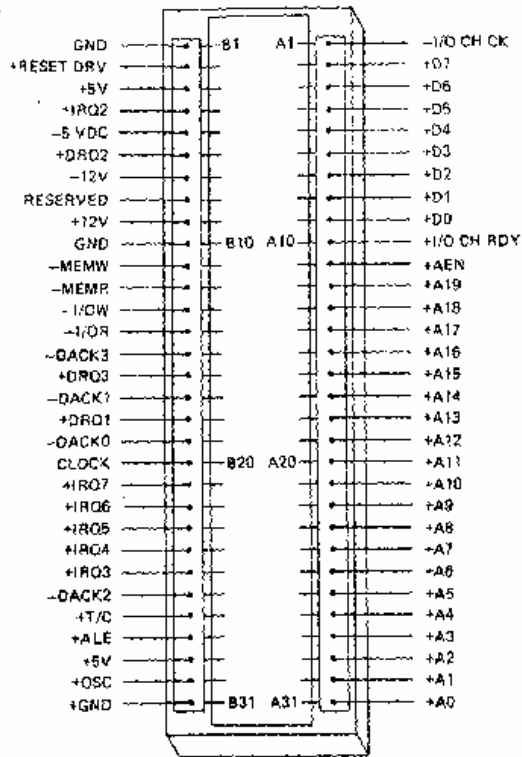 GND B1 A1 -I/O CH CK
+RESET DRV +D7
+5V +D6
+IRQ2 +D5
-5 VDC +D4
+DRQ2 +D3
-12V +D2
RESERVED +D1
+12V +D0
GND B10 A10 +I/O CH RDY
-MEMW +AEN
-MEMR +A19
-I/OW +A18
-I/OR +A17
-DACK3 +A16
+DRQ3 +A15
-DACK1 +A14
+DRQ1 +A13
-DACK0 +A12
CLOCK B20 A20 +A11
+IRQ7 +A10
+IRQ6 +A9
+IRQ5 +A8
+IRQ4 +A7
+IRQ3 +A6
-DACK2 +A5
+T/C +A4
+ALE +A3
+5V +A2
+OSC +A1
+GND B31 A31 +A0